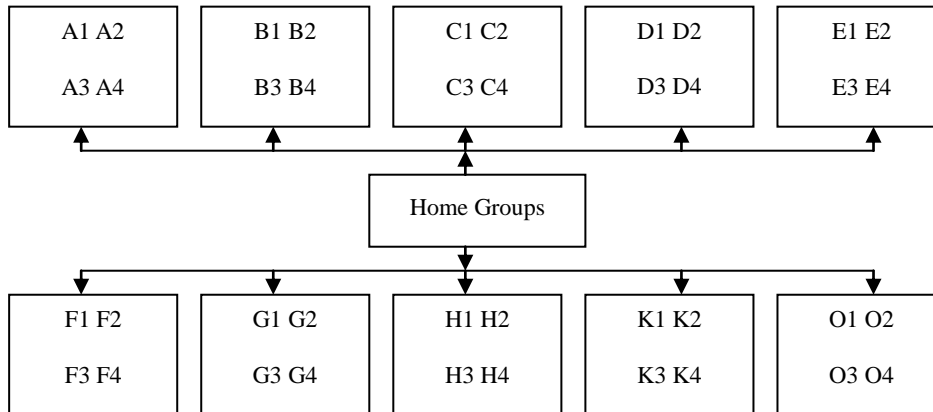 A1 A2
A3 A4
B1 B2
B3 B4
C1 C2
C3 C4
D1 D2
D3 D4
E1 E2
E3 E4
Home Groups
F1 F2
F3 F4
G1 G2
G3 G4
H1 H2
H3 H4
K1 K2
K3 K4
O1 O2
O3 O4